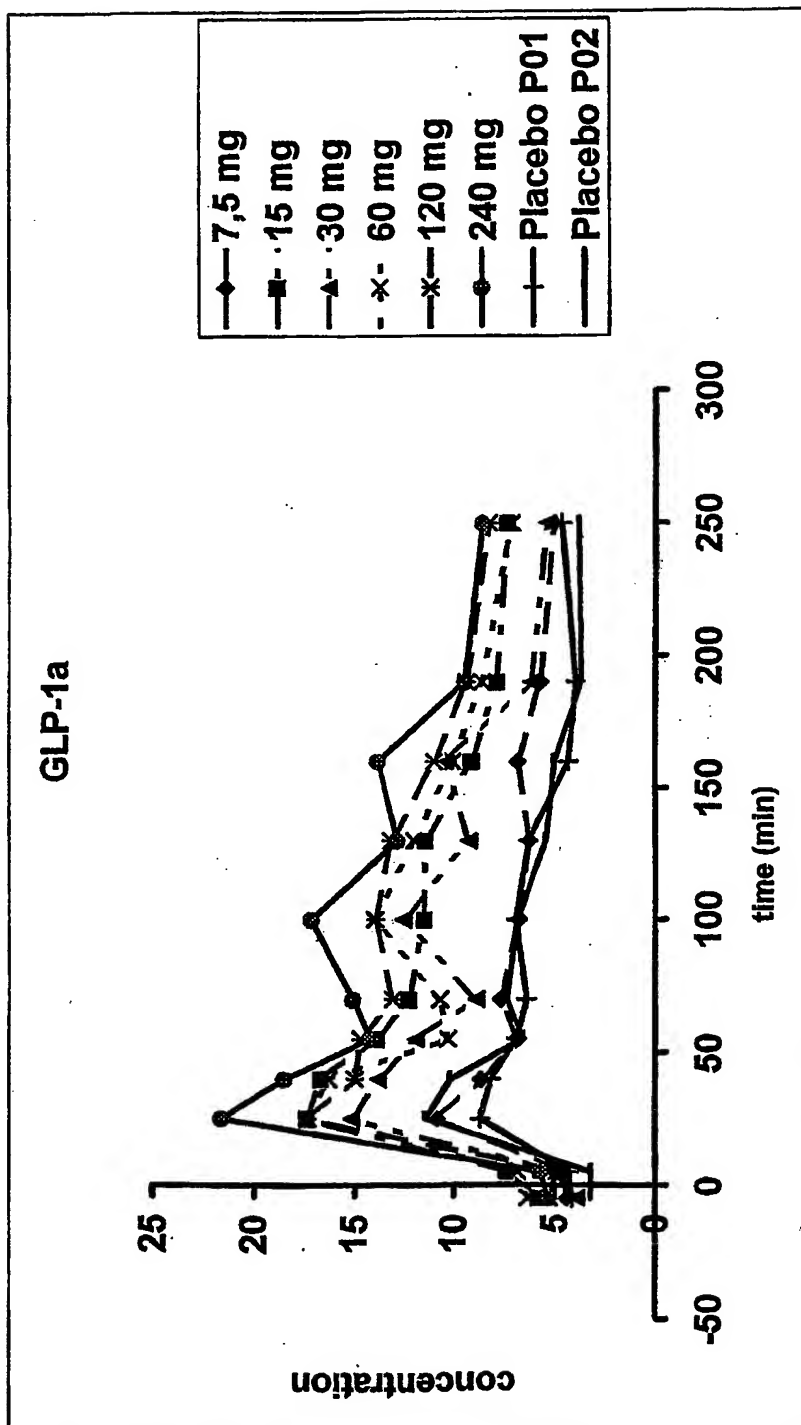 GLP-1a
25
20
15
10
5
0
-50
0
50
100
150
200
250
300
concentration
time (min)
7,5 mg
15 mg
30 mg
60 mg
120 mg
240 mg
Placebo P01
Placebo P02